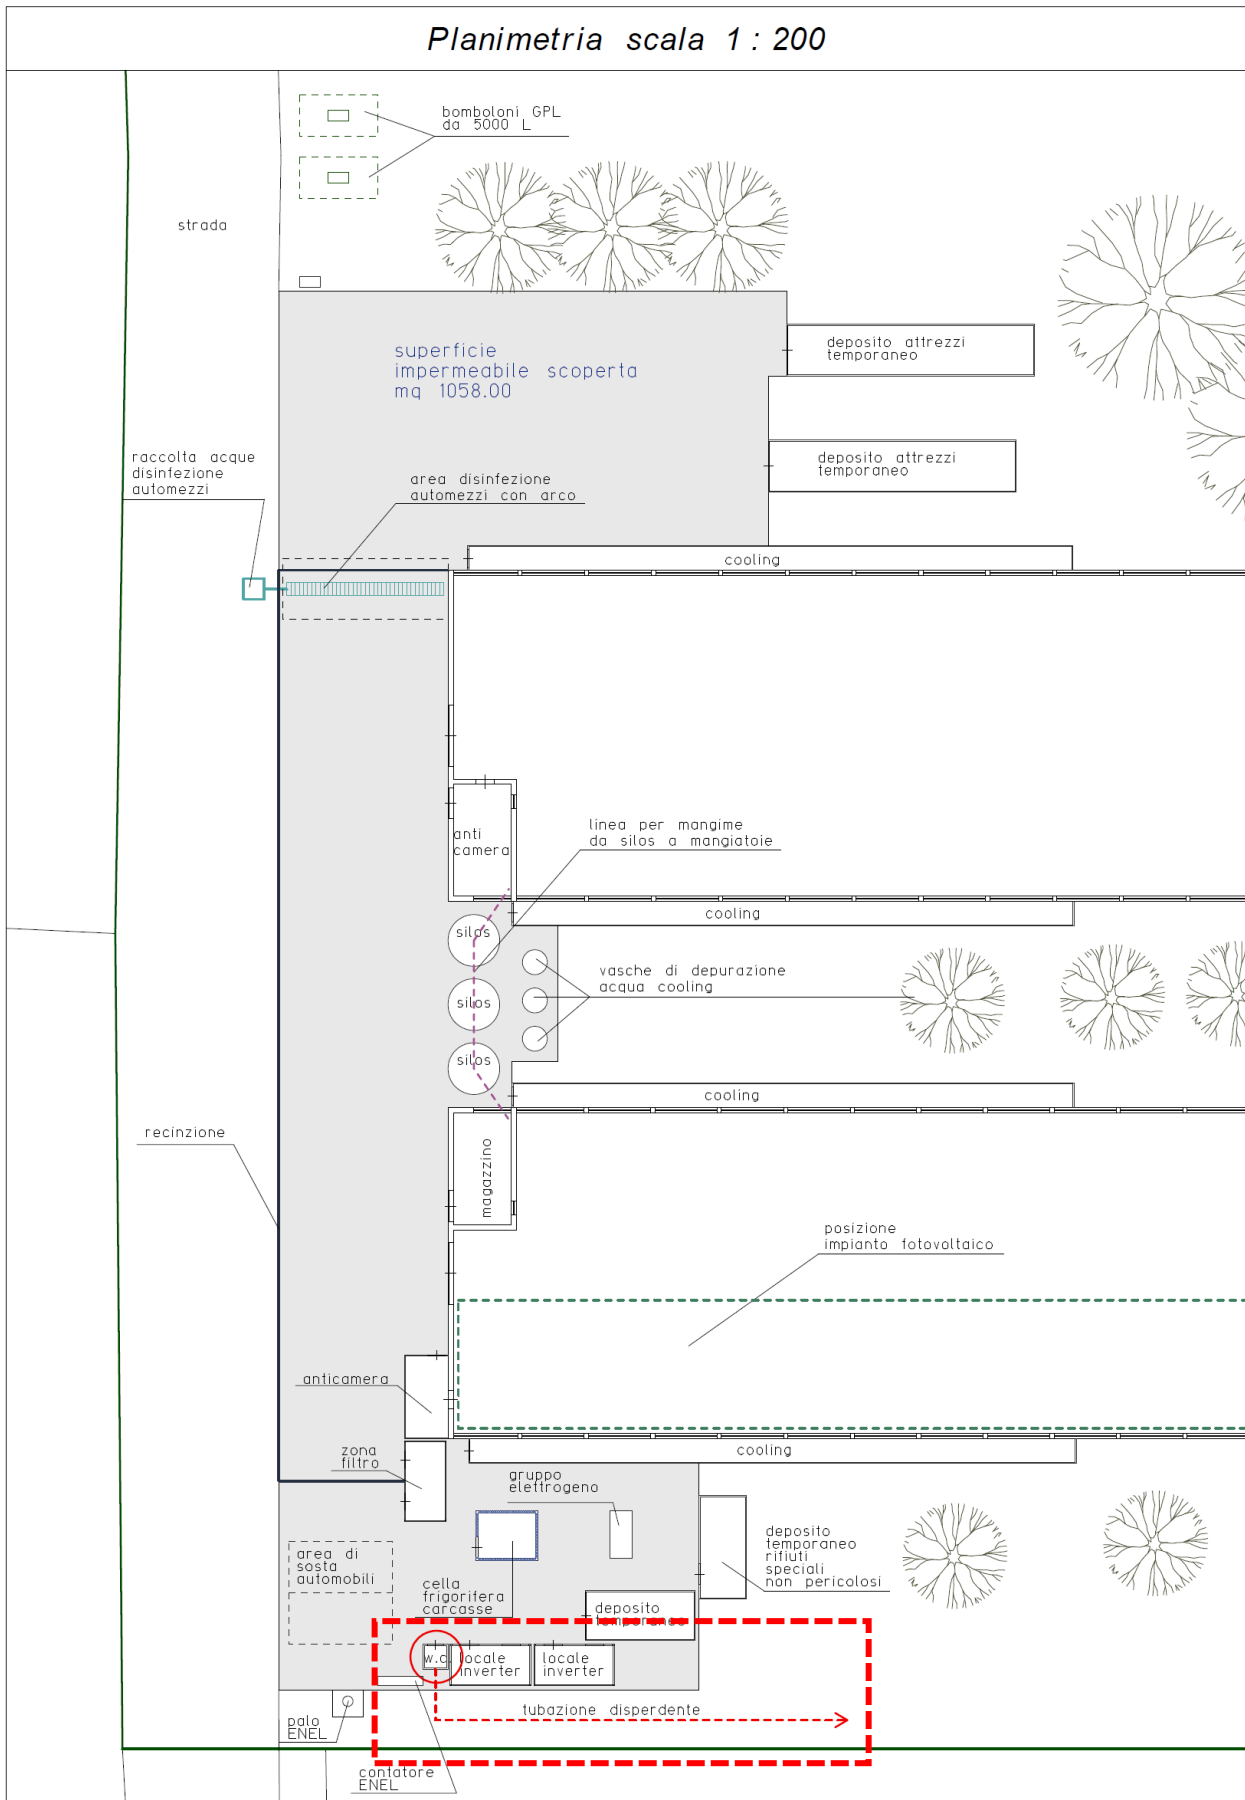 Planimetria scala 1 : 200
bomboloni GPL
da 5000 L
strada
superficie
impermeabile scoperta
mq 1058.00
deposito attrezzi
temporaneo
raccolta acque
disinfezione
automezzi
area disinfezione
automezzi con arco
deposito attrezzi
temporaneo
cooling
linea per mangime
da silos a mangiatoie
anti
camera
cooling
silos
vasche di depurazione
acqua cooling
silos
silos
cooling
recinzione
magazzino
posizione
impianto fotovoltaico
anticamera
zona
filtro
cooling
gruppo
elettrogeno
area di
sosta
automobili
cella
frigorifera
carcasse
deposito
temporaneo
rifiuti
speciali
non pericolosi
deposito
temporaneo
w.c.
locale
inverter
locale
inverter
tubazione disperdente
palo
ENEL
contatore
ENEL